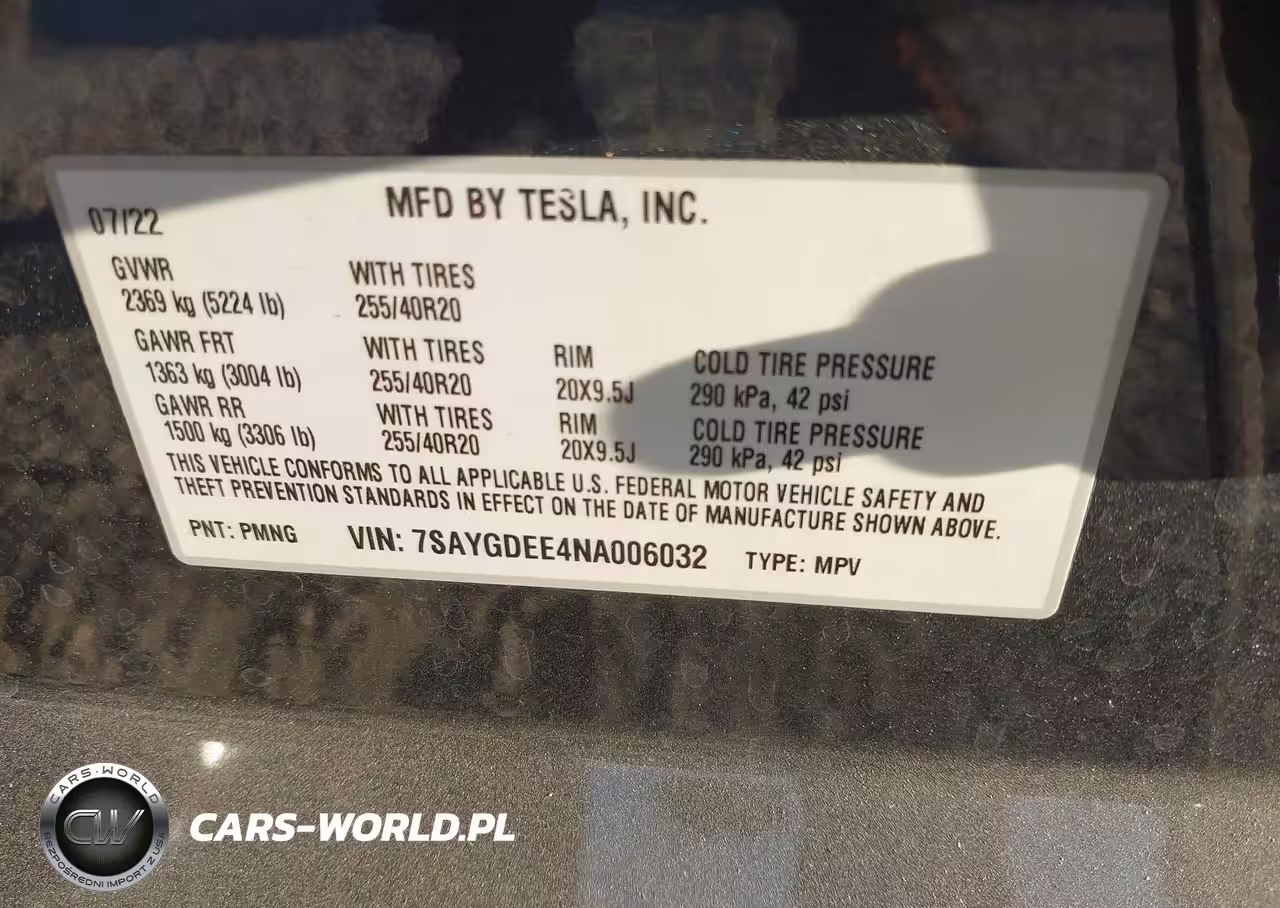 07/22 MFD BY TESLA, INC.
GVWR WITH TIRES
2369 kg (5224 lb) 255/40R20
GAWR FRT WITH TIRES RIM COLD TIRE PRESSURE
1363 kg (3004 lb) 255/40R20 20X9.5J 290 kPa, 42 psi
GAWR RR WITH TIRES RIM COLD TIRE PRESSURE
1500 kg (3306 lb) 255/40R20 20X9.5J 290 kPa, 42 psi
THIS VEHICLE CONFORMS TO ALL APPLICABLE U.S. FEDERAL MOTOR VEHICLE SAFETY AND
THEFT PREVENTION STANDARDS IN EFFECT ON THE DATE OF MANUFACTURE SHOWN ABOVE.
PNT: PMNG VIN: 7SAYGDEE4NA006032 TYPE: MPV
CARS-WORLD
CW
BEZPOŚREDNI IMPORT Z USA
CARS-WORLD.PL